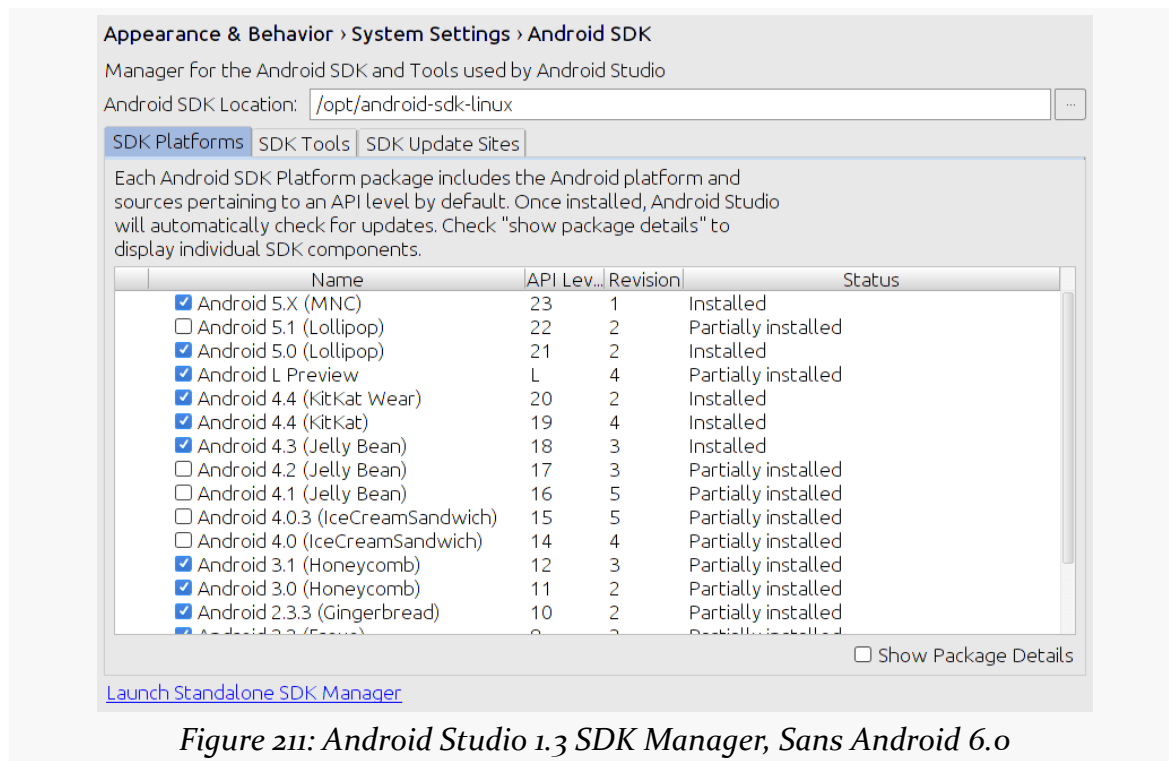 Appearance & Behavior › System Settings › Android SDK
Manager for the Android SDK and Tools used by Android Studio
Android SDK Location: /opt/android-sdk-linux ...
SDK Platforms SDK Tools SDK Update Sites
Each Android SDK Platform package includes the Android platform and
sources pertaining to an API level by default. Once installed, Android Studio
will automatically check for updates. Check "show package details" to
display individual SDK components.
Name API Lev... Revision Status
Android 5.X (MNC) 23 1 Installed
Android 5.1 (Lollipop) 22 2 Partially installed
Android 5.0 (Lollipop) 21 2 Installed
Android L Preview L 4 Partially installed
Android 4.4 (KitKat Wear) 20 2 Installed
Android 4.4 (KitKat) 19 4 Installed
Android 4.3 (Jelly Bean) 18 3 Installed
Android 4.2 (Jelly Bean) 17 3 Partially installed
Android 4.1 (Jelly Bean) 16 5 Partially installed
Android 4.0.3 (IceCreamSandwich) 15 5 Partially installed
Android 4.0 (IceCreamSandwich) 14 4 Partially installed
Android 3.1 (Honeycomb) 12 3 Partially installed
Android 3.0 (Honeycomb) 11 2 Partially installed
Android 2.3.3 (Gingerbread) 10 2 Partially installed
Show Package Details
Launch Standalone SDK Manager
Figure 211: Android Studio 1.3 SDK Manager, Sans Android 6.0